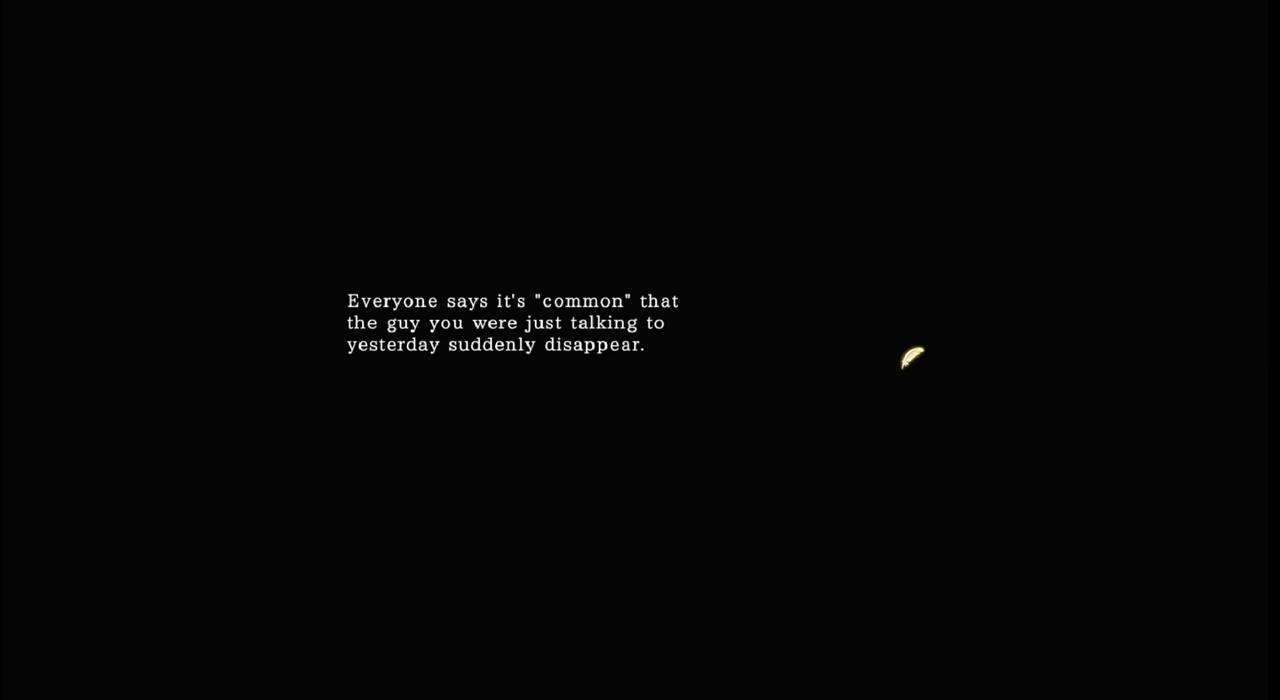 Everyone says it's "common" that
the guy you were just talking to
yesterday suddenly disappear.